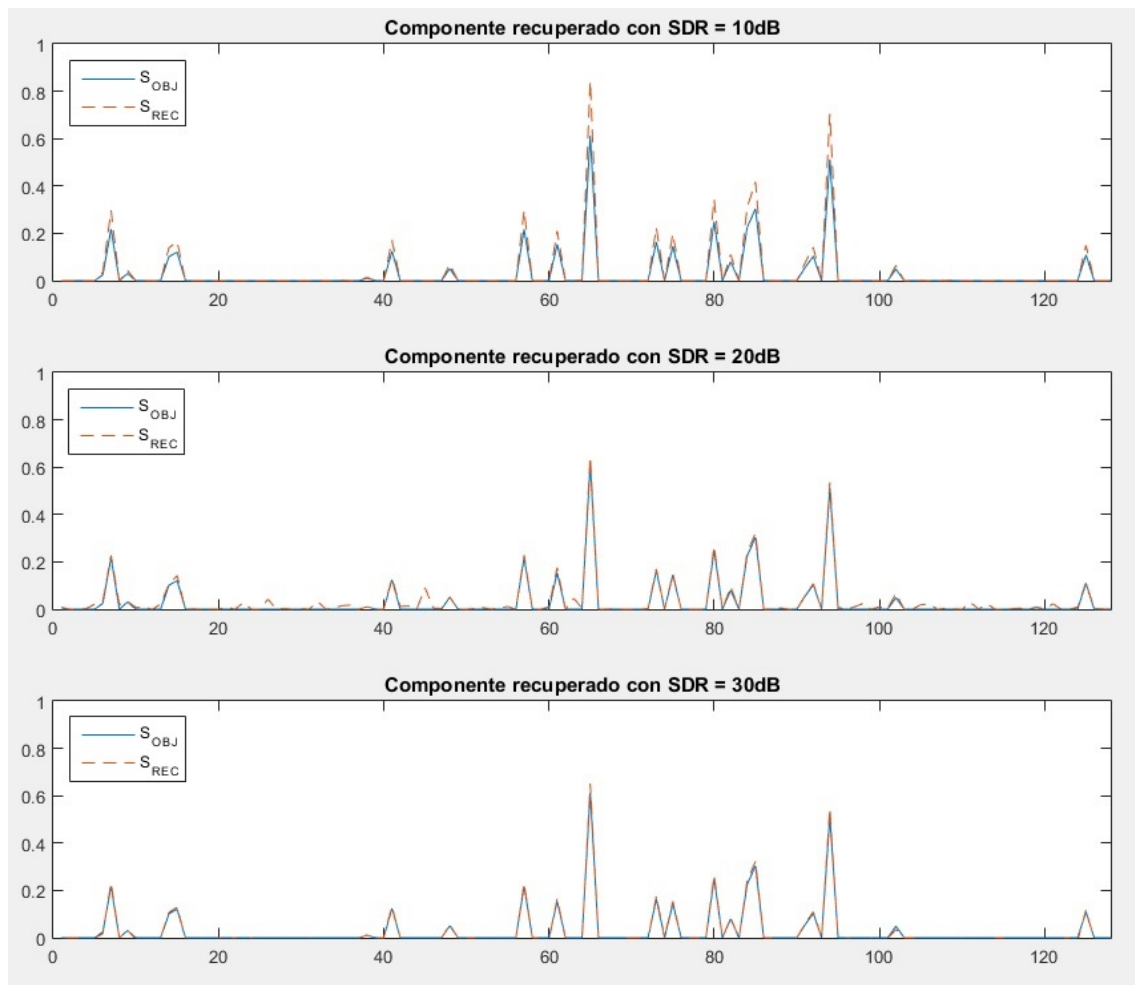 Componente recuperado con SDR = 10dB
1
0.8
0.6
0.4
0.2
0
S_OBJ
S_REC
0 20 40 60 80 100 120
Componente recuperado con SDR = 20dB
1
0.8
0.6
0.4
0.2
0
S_OBJ
S_REC
0 20 40 60 80 100 120
Componente recuperado con SDR = 30dB
1
0.8
0.6
0.4
0.2
0
S_OBJ
S_REC
0 20 40 60 80 100 120